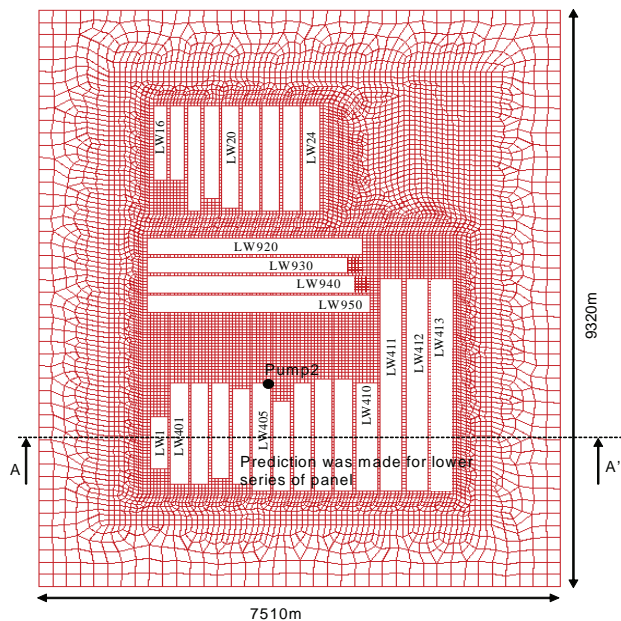 LW16
LW20
LW24
LW920
LW930
LW940
LW950
LW411
LW412
LW413
9320m
Pump2
LW1
LW401
LW405
LW410
A
A’
Prediction was made for lower
series of panel
7510m